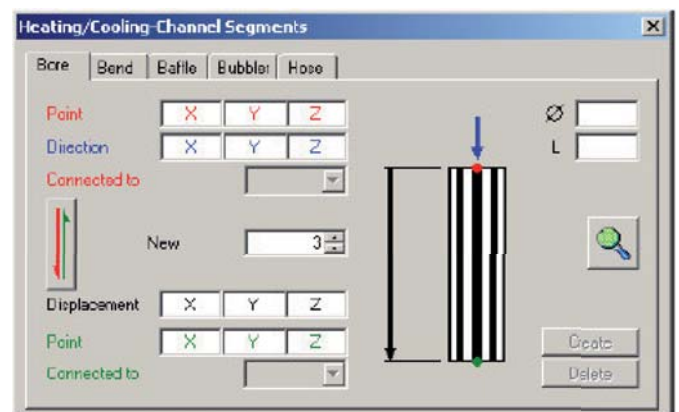 Heating/Cooling-Channel Segments
Bore Bend Baffle Bubbler Hose
Point X Y Z Ø
Direction X Y Z L
Connected to
New 3
Displacement X Y Z
Point X Y Z Create
Connected to Delete